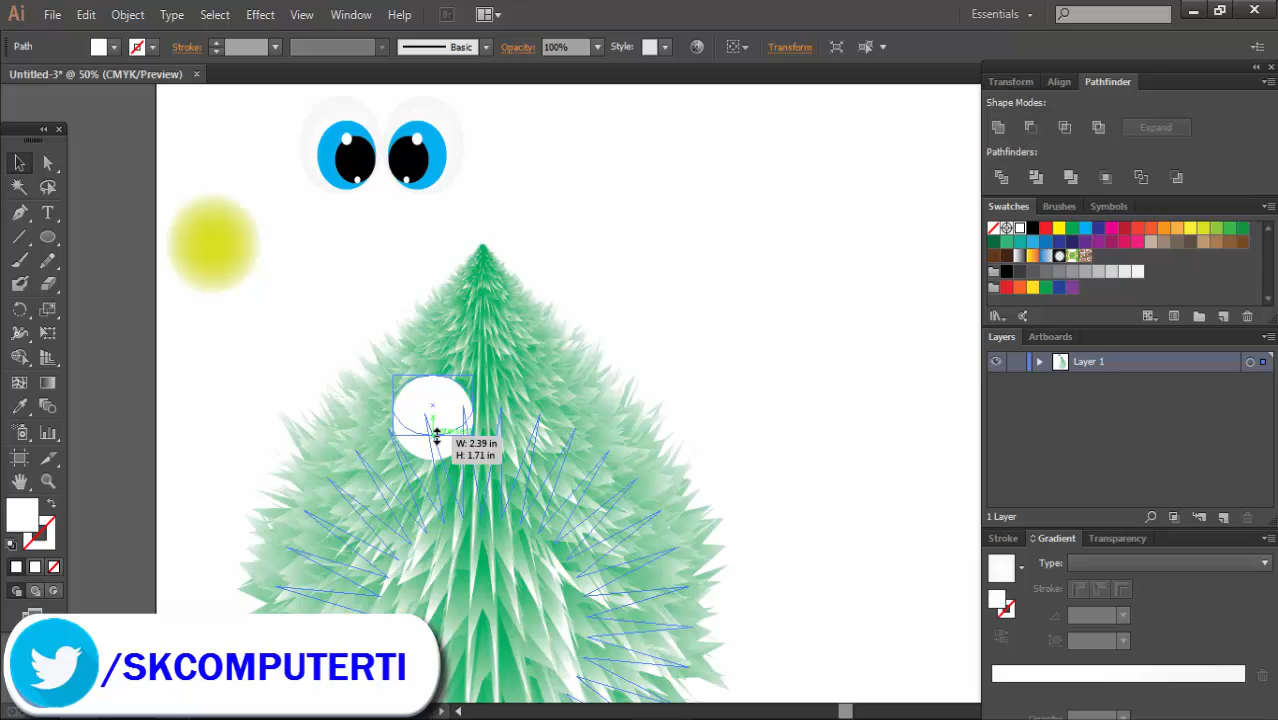 Ai File Edit Object Type Select Effect View Window Help Br Essentials
Path Stroke: Basic Opacity: 100% Style: Transform
Untitled-3* @ 50% (CMYK/Preview) ×
Transform Align Pathfinder
Shape Modes:
Expand
Pathfinders:
Swatches Brushes Symbols
Layers Artboards
Layer 1
W: 2.39 in
H: 1.71 in
1 Layer
Stroke Gradient Transparency
Type:
Stroke:
/SKCOMPUTERTI